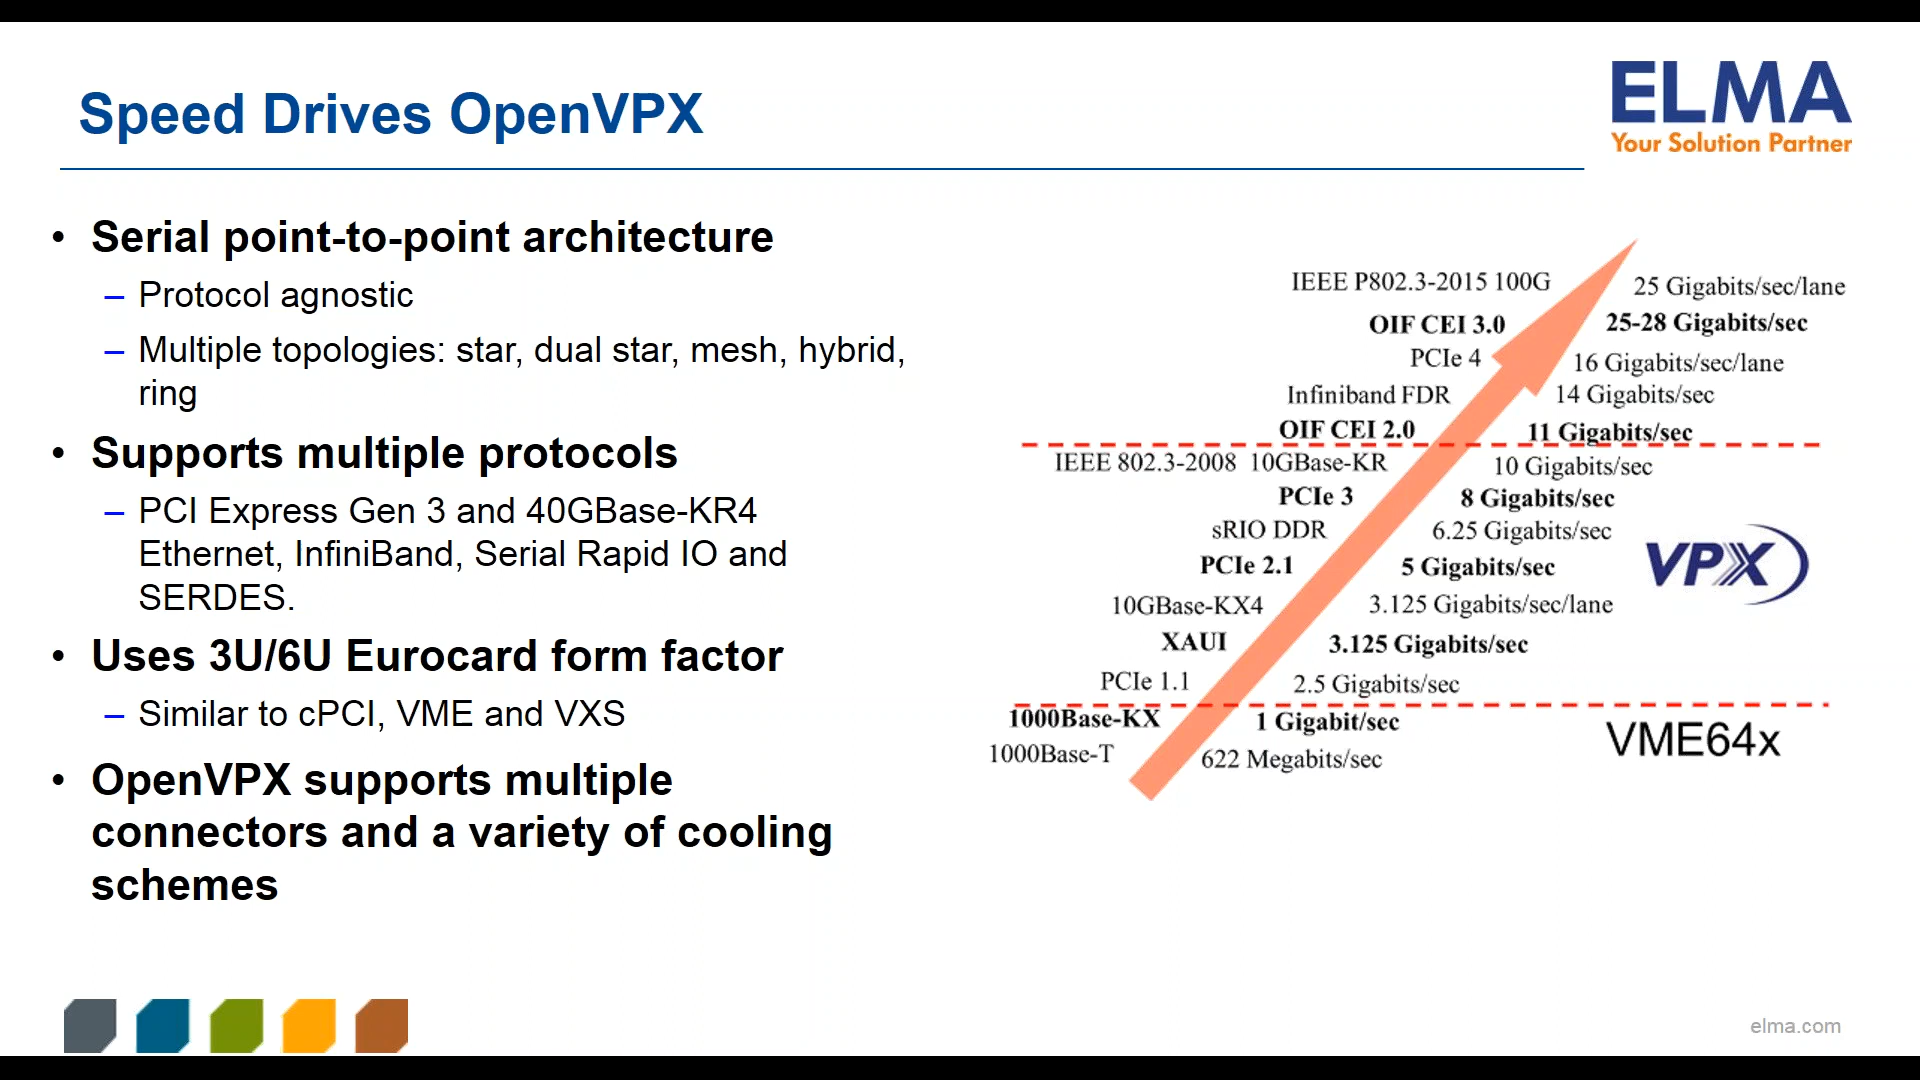 Speed Drives OpenVPX
ELMA
Your Solution Partner
• Serial point-to-point architecture
– Protocol agnostic
– Multiple topologies: star, dual star, mesh, hybrid,
ring
• Supports multiple protocols
– PCI Express Gen 3 and 40GBase-KR4
Ethernet, InfiniBand, Serial Rapid IO and
SERDES.
• Uses 3U/6U Eurocard form factor
– Similar to cPCI, VME and VXS
• OpenVPX supports multiple
connectors and a variety of cooling
schemes
IEEE P802.3-2015 100G 25 Gigabits/sec/lane
OIF CEI 3.0 25-28 Gigabits/sec
PCIe 4 16 Gigabits/sec/lane
Infiniband FDR 14 Gigabits/sec
OIF CEI 2.0 11 Gigabits/sec
IEEE 802.3-2008 10GBase-KR 10 Gigabits/sec
PCIe 3 8 Gigabits/sec
sRIO DDR 6.25 Gigabits/sec
PCIe 2.1 5 Gigabits/sec
VPX
10GBase-KX4 3.125 Gigabits/sec/lane
XAUI 3.125 Gigabits/sec
PCIe 1.1 2.5 Gigabits/sec
1000Base-KX 1 Gigabit/sec
VME64x
1000Base-T 622 Megabits/sec
elma.com